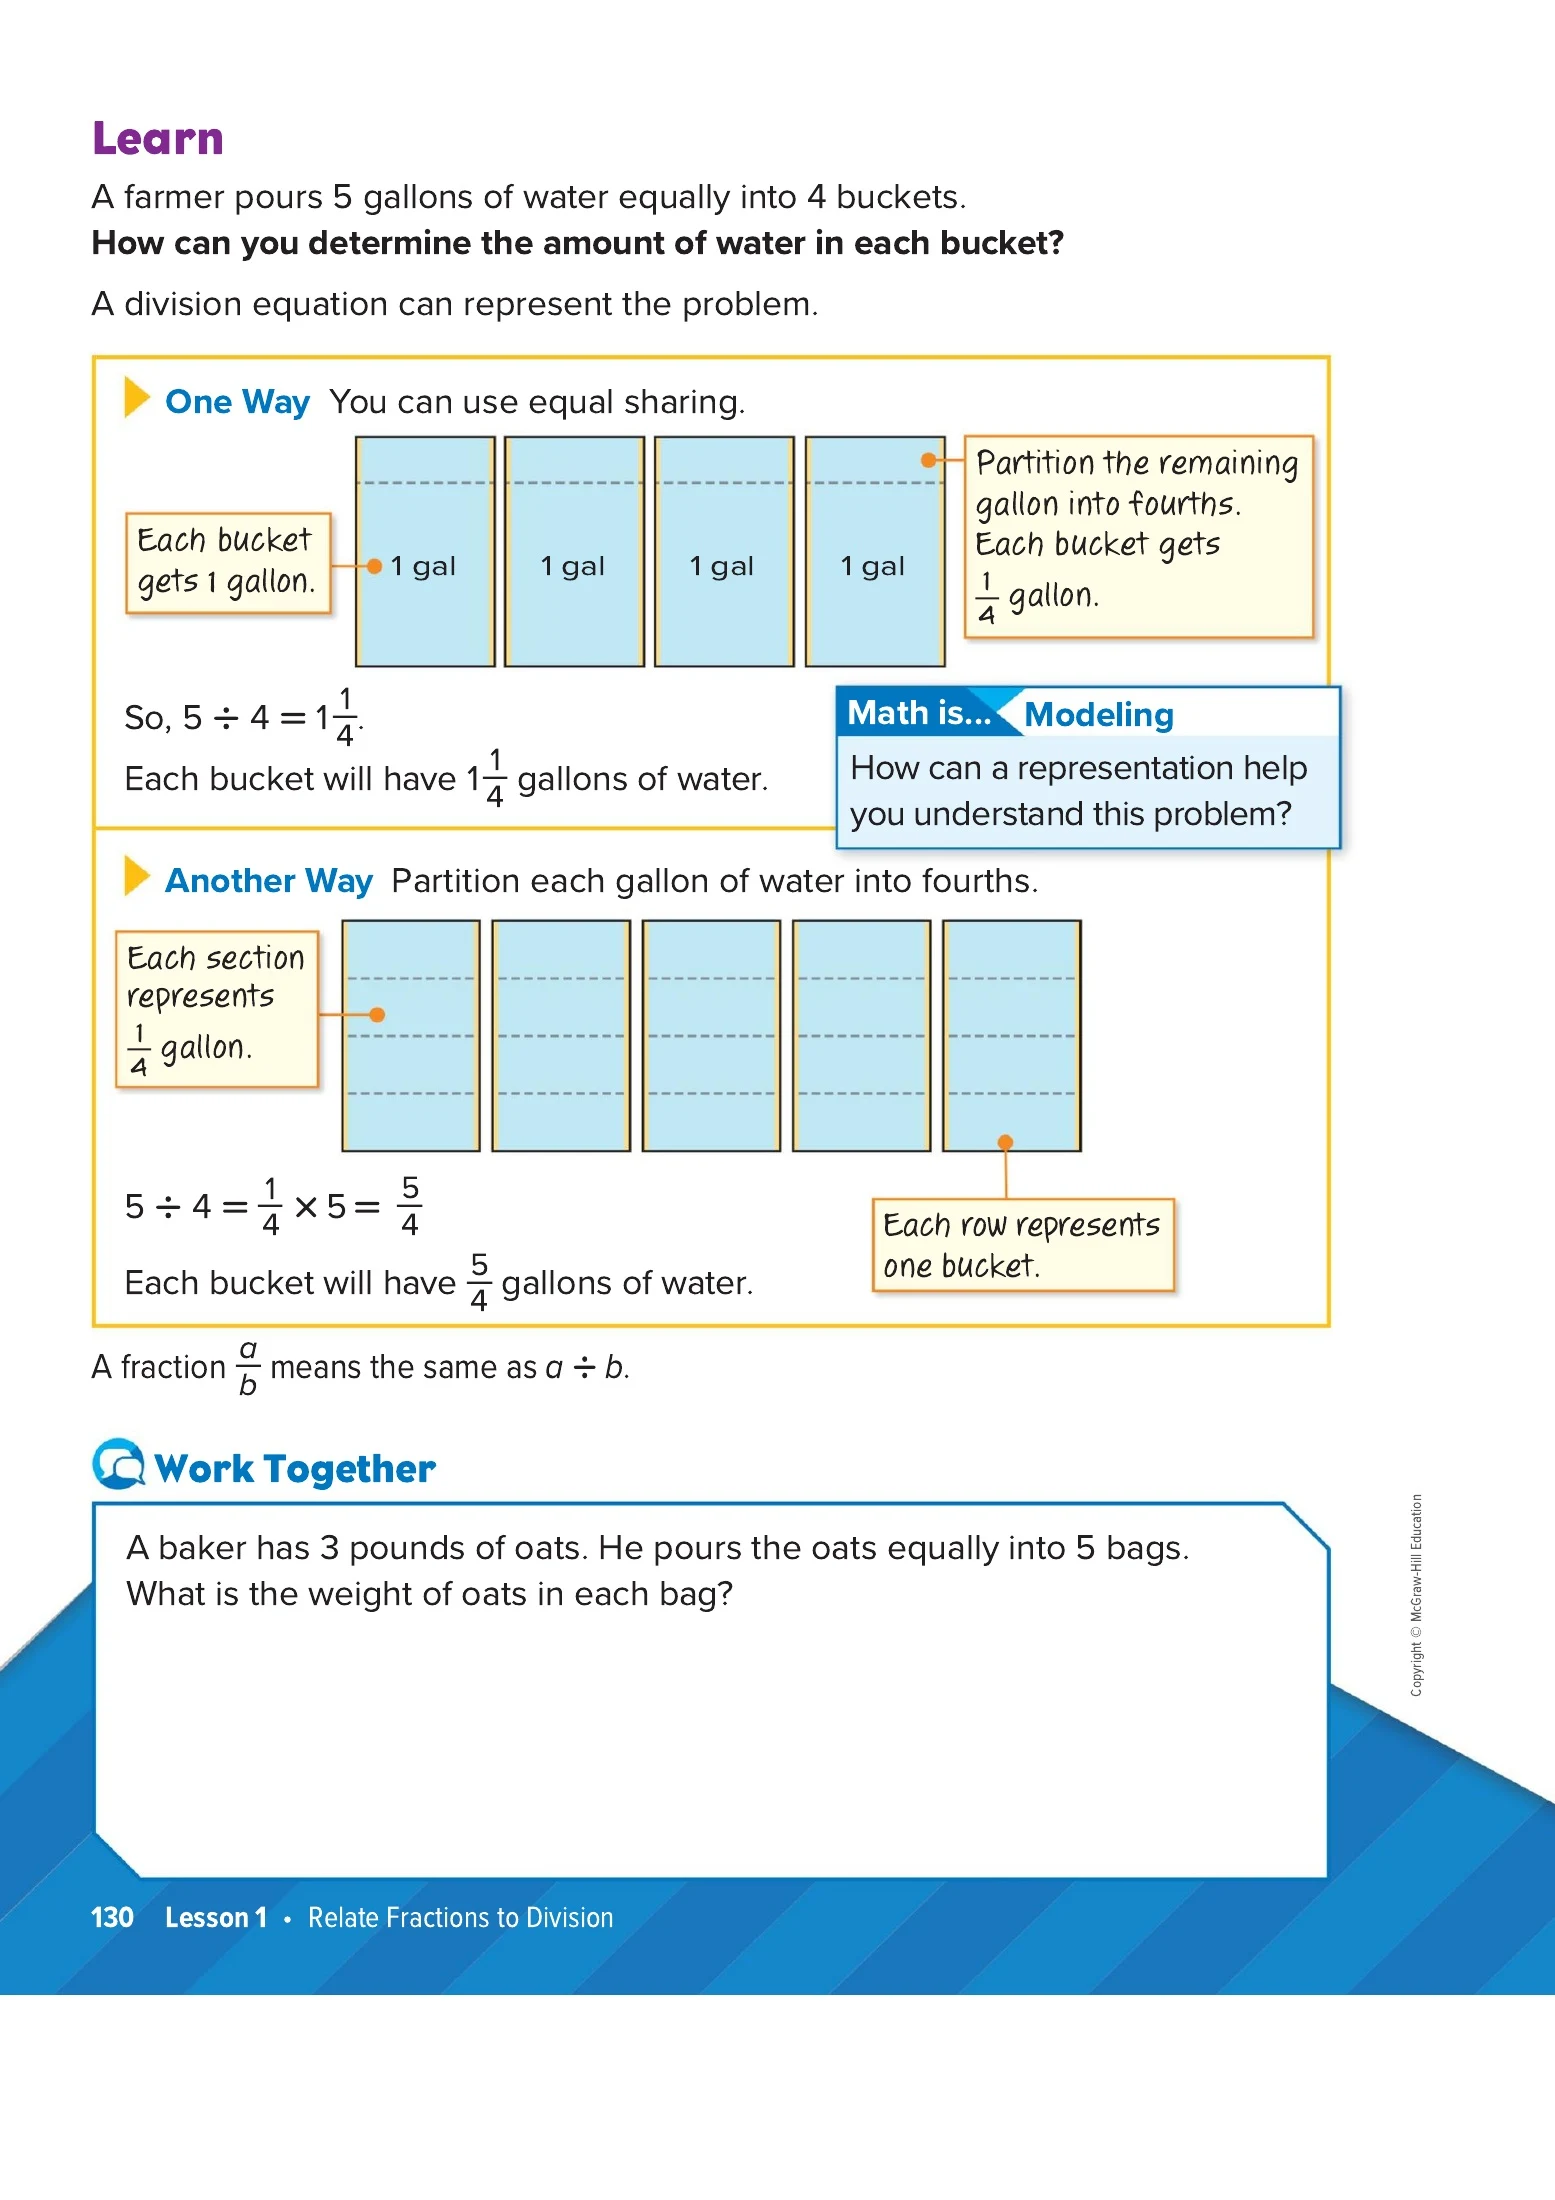 Learn
A farmer pours 5 gallons of water equally into 4 buckets.
How can you determine the amount of water in each bucket?
A division equation can represent the problem.
One Way You can use equal sharing.
Each bucket
gets 1 gallon.
1 gal 1 gal 1 gal 1 gal
Partition the remaining
gallon into fourths.
Each bucket gets
1/4 gallon.
So, 5 ÷ 4 = 1 1/4.
Each bucket will have 1 1/4 gallons of water.
Math is... Modeling
How can a representation help
you understand this problem?
Another Way Partition each gallon of water into fourths.
Each section
represents
1/4 gallon.
5 ÷ 4 = 1/4 × 5 = 5/4
Each bucket will have 5/4 gallons of water.
Each row represents
one bucket.
A fraction a/b means the same as a ÷ b.
Work Together
A baker has 3 pounds of oats. He pours the oats equally into 5 bags.
What is the weight of oats in each bag?
Copyright © McGraw-Hill Education
130 Lesson 1 • Relate Fractions to Division